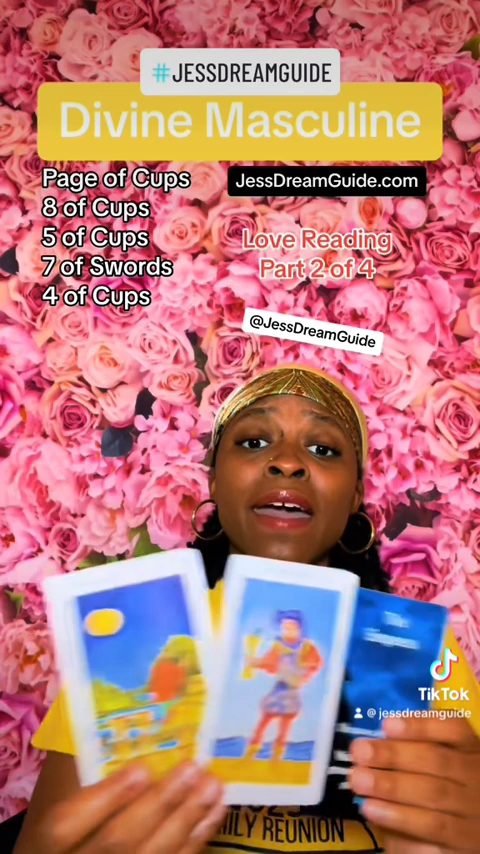 #JESSDREAMGUIDE
Divine Masculine
Page of Cups
8 of Cups
5 of Cups
7 of Swords
4 of Cups
JessDreamGuide.com
Love Reading
Part 2 of 4
@JessDreamGuide
TikTok
@jessdreamguide
ILY REUNION